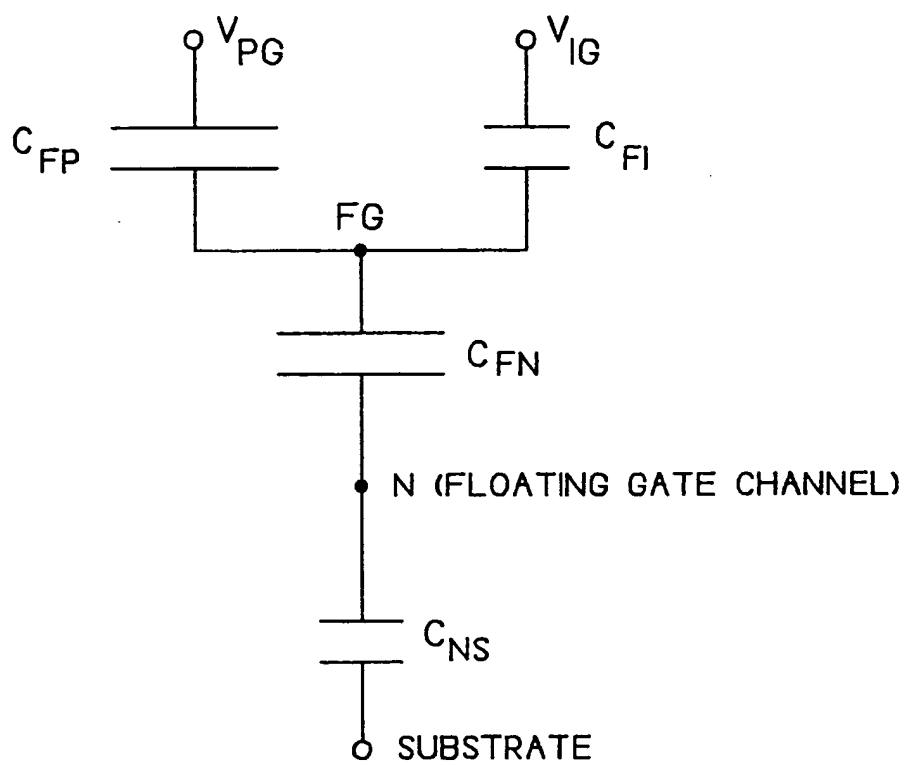 V_PG
V_IG
C_FP
C_FI
FG
C_FN
N (FLOATING GATE CHANNEL)
C_NS
SUBSTRATE